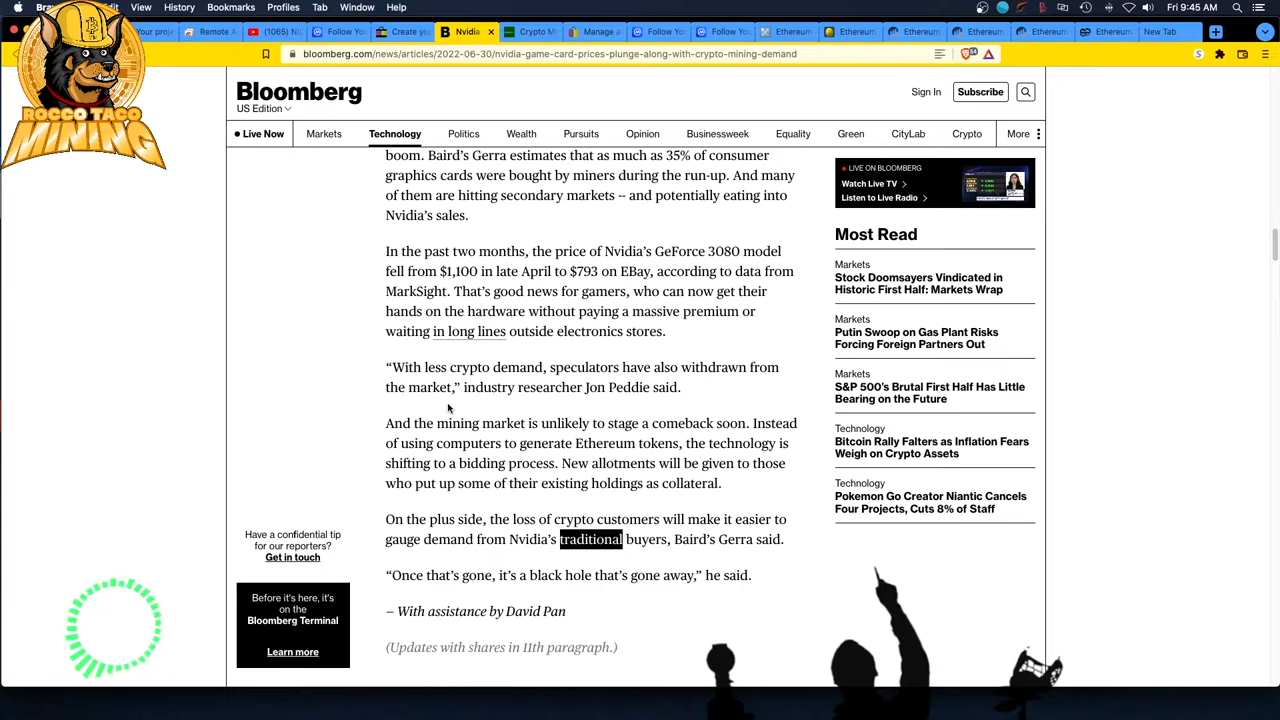 View
History
Bookmarks
Profiles
Tab
Window
Help
Fri 9:45 AM
Your proje
Remote A
(1065) NI
Follow Yo
Create you
Nvidia
Crypto M
Manage a
Follow Yo
Follow Yo
Ethereum
Ethereum
Ethereum
Ethereum
Ethereum
Ethereum
New Tab
bloomberg.com/news/articles/2022-06-30/nvidia-game-card-prices-plunge-along-with-crypto-mining-demand
ROCCO TACO
MINING
Bloomberg
US Edition
Sign In
Subscribe
Live Now
Markets
Technology
Politics
Wealth
Pursuits
Opinion
Businessweek
Equality
Green
CityLab
Crypto
More
boom. Baird’s Gerra estimates that as much as 35% of consumer
graphics cards were bought by miners during the run-up. And many
of them are hitting secondary markets -- and potentially eating into
Nvidia’s sales.
In the past two months, the price of Nvidia’s GeForce 3080 model
fell from $1,100 in late April to $793 on EBay, according to data from
MarkSight. That’s good news for gamers, who can now get their
hands on the hardware without paying a massive premium or
waiting in long lines outside electronics stores.
“With less crypto demand, speculators have also withdrawn from
the market,” industry researcher Jon Peddie said.
And the mining market is unlikely to stage a comeback soon. Instead
of using computers to generate Ethereum tokens, the technology is
shifting to a bidding process. New allotments will be given to those
who put up some of their existing holdings as collateral.
On the plus side, the loss of crypto customers will make it easier to
gauge demand from Nvidia’s traditional buyers, Baird’s Gerra said.
“Once that’s gone, it’s a black hole that’s gone away,” he said.
— With assistance by David Pan
(Updates with shares in 11th paragraph.)
Have a confidential tip
for our reporters?
Get in touch
Before it's here, it's
on the
Bloomberg Terminal
Learn more
LIVE ON BLOOMBERG
Watch Live TV
Listen to Live Radio
Most Read
Markets
Stock Doomsayers Vindicated in
Historic First Half: Markets Wrap
Markets
Putin Swoop on Gas Plant Risks
Forcing Foreign Partners Out
Markets
S&P 500’s Brutal First Half Has Little
Bearing on the Future
Technology
Bitcoin Rally Falters as Inflation Fears
Weigh on Crypto Assets
Technology
Pokemon Go Creator Niantic Cancels
Four Projects, Cuts 8% of Staff